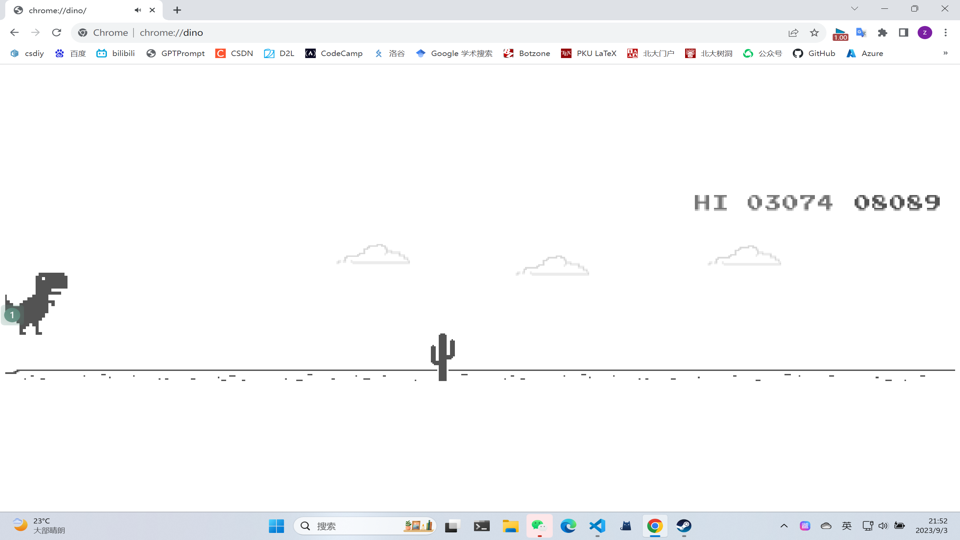 chrome://dino/
Chrome | chrome://dino
1.00
z
csdiy 百度 bilibili GPTPrompt CSDN D2L CodeCamp 洛谷 Google 学术搜索 Botzone PKU LaTeX 北大门户 北大树洞 公众号 GitHub Azure »
HI 03074 08089
1
23°C
大部晴朗
搜索
英
21:52
2023/9/3